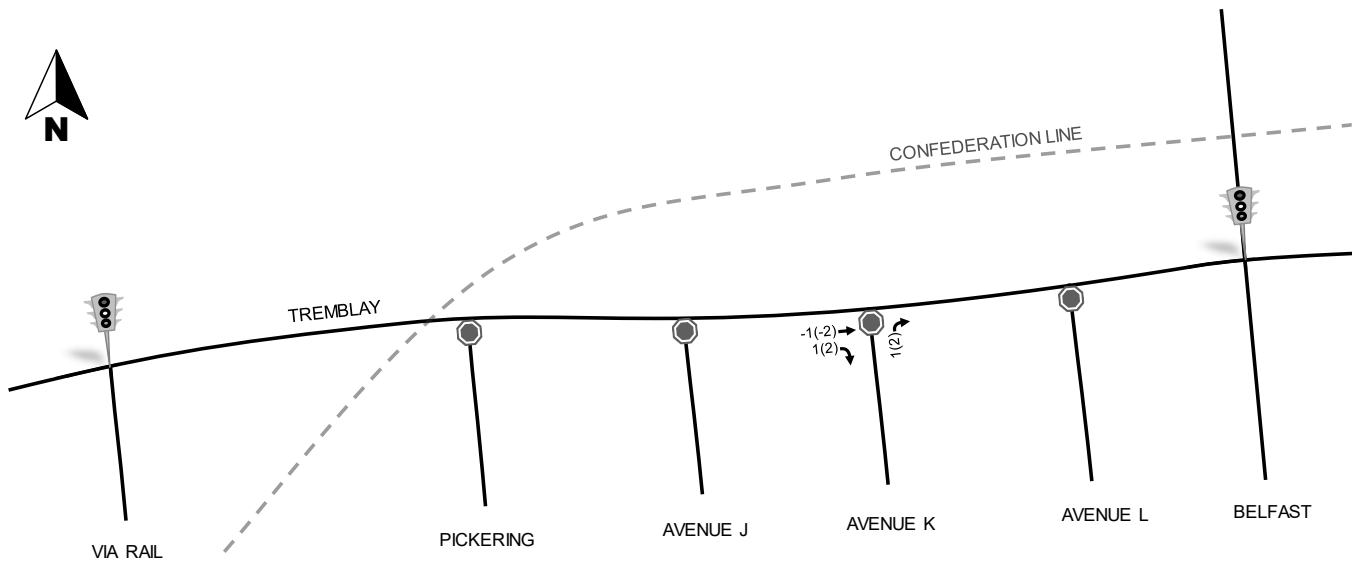 N
CONFEDERATION LINE
TREMBLAY
-1(-2)
1(2)
1(2)
VIA RAIL
PICKERING
AVENUE J
AVENUE K
AVENUE L
BELFAST